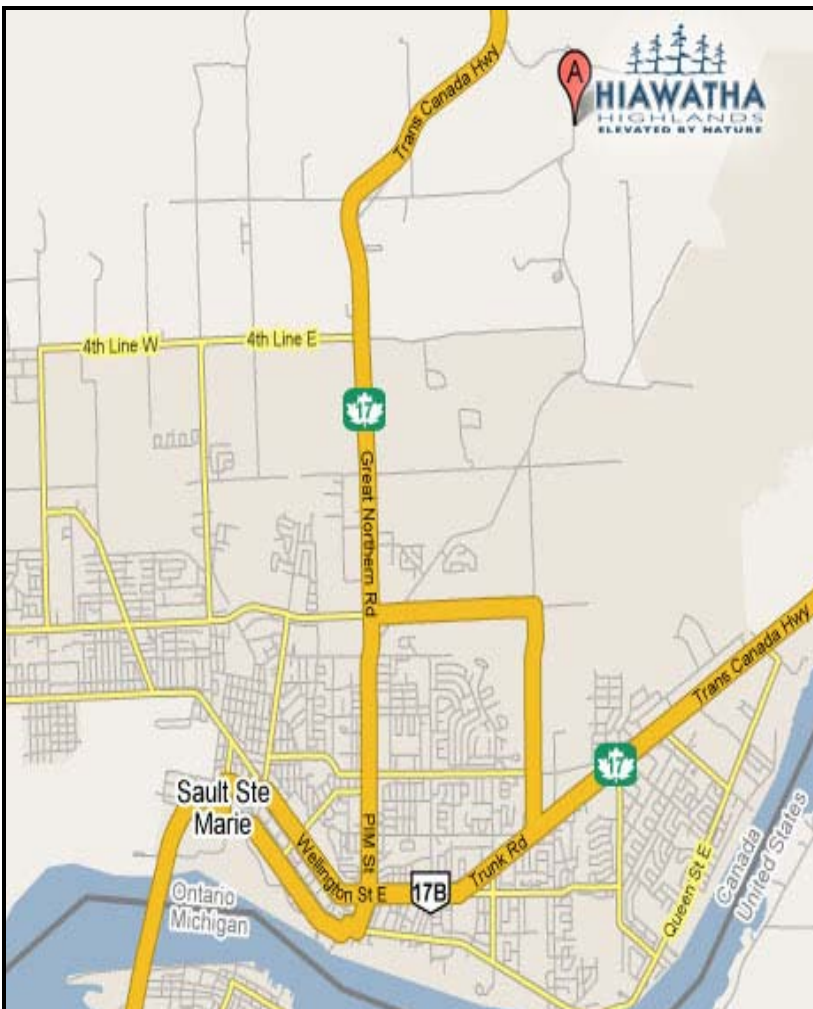 Trans Canada Hwy
A
HIAWATHA
HIGHLANDS
ELEVATED BY NATURE
4th Line W
4th Line E
17
Great Northern Rd
Trans Canada Hwy
17
Sault Ste
Marie
PIM St
Wellington St E
17B
Trunk Rd
Queen St E
Canada
United States
Ontario
Michigan